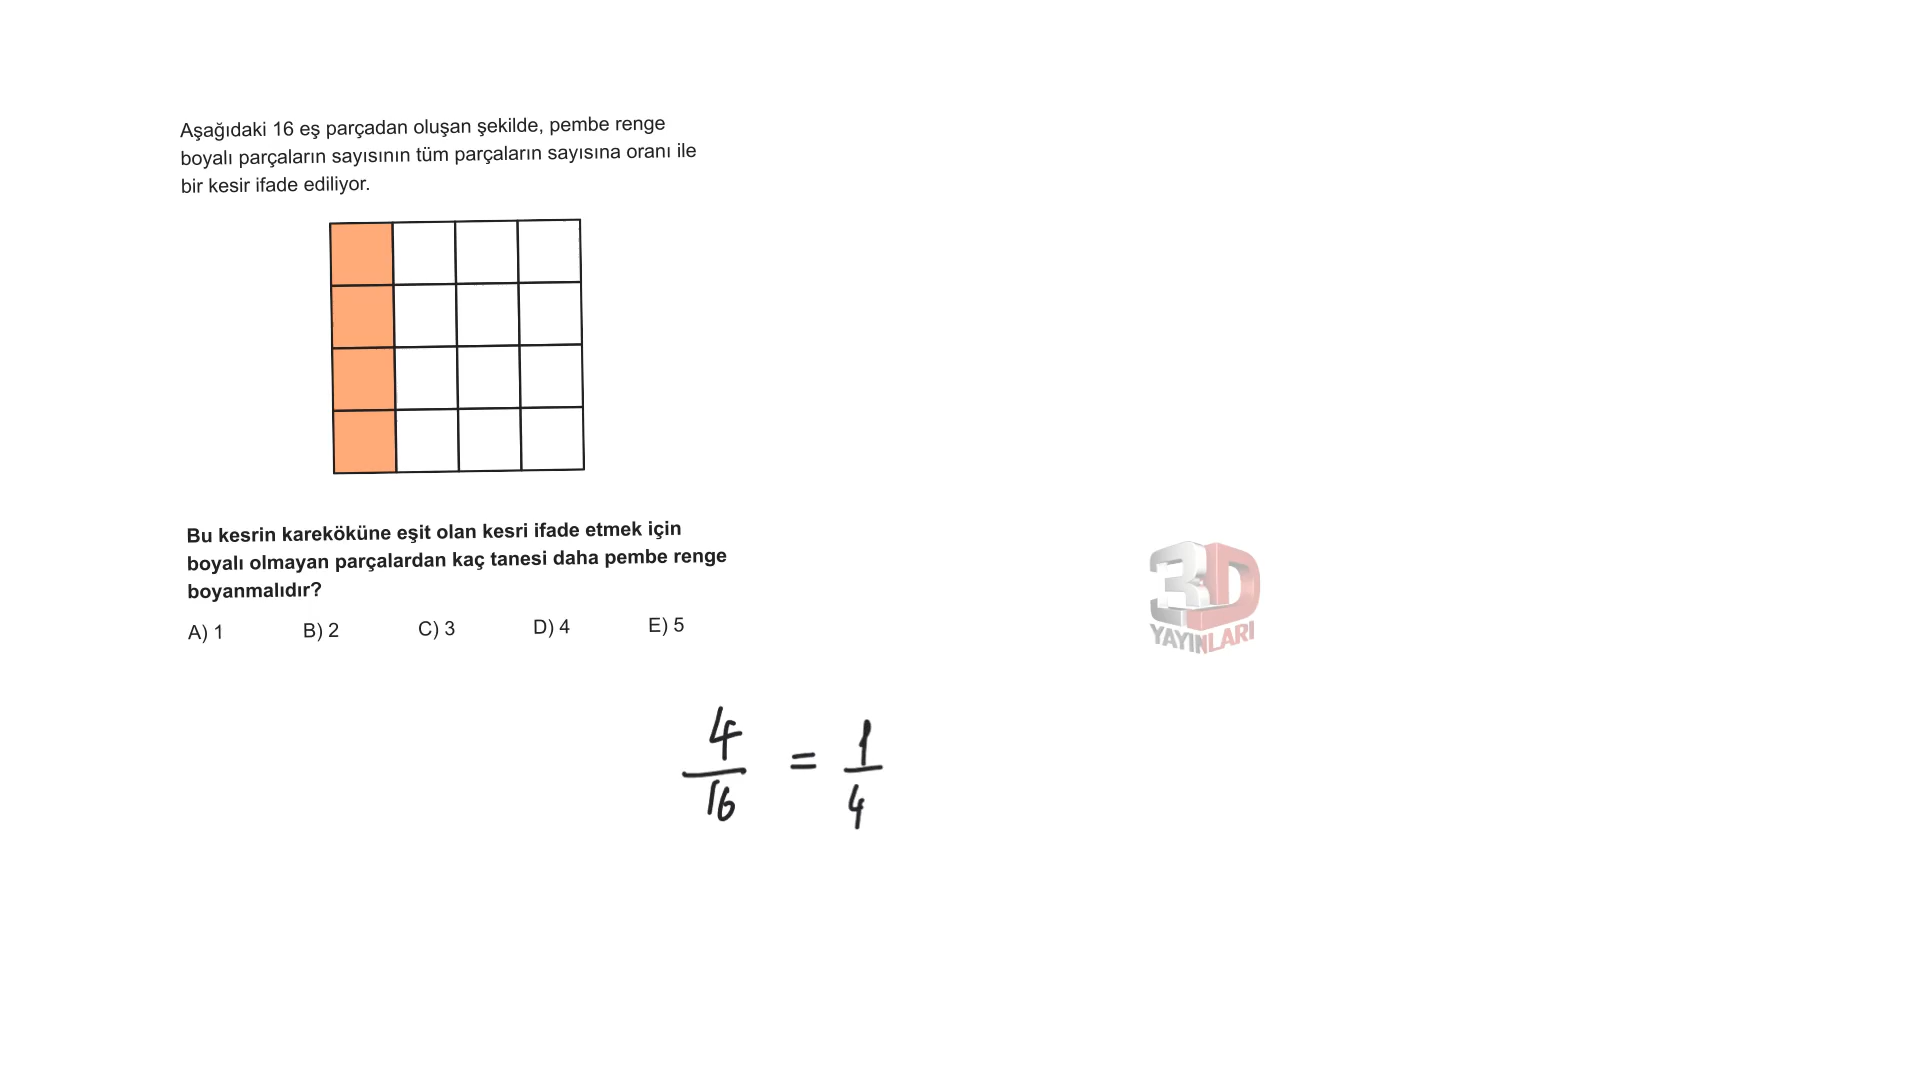 Aşağıdaki 16 eş parçadan oluşan şekilde, pembe renge
boyalı parçaların sayısının tüm parçaların sayısına oranı ile
bir kesir ifade ediliyor.
Bu kesrin kareköküne eşit olan kesri ifade etmek için
boyalı olmayan parçalardan kaç tanesi daha pembe renge
boyanmalıdır?
A) 1 B) 2 C) 3 D) 4 E) 5
3D
YAYINLARI
4/16 = 1/4